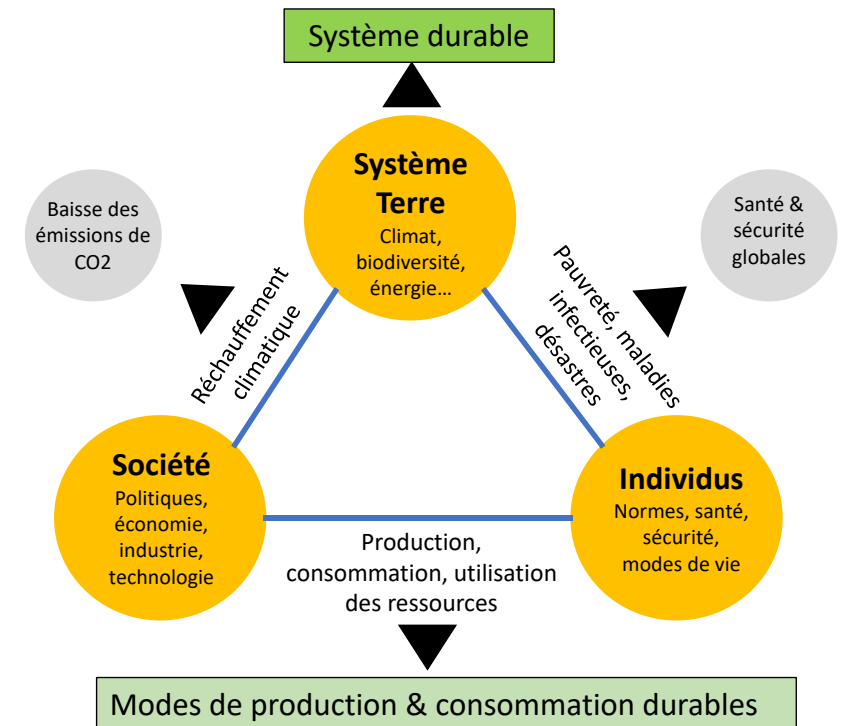 Système durable
Système
Terre
Climat,
biodiversité,
énergie…
Baisse des
émissions de
CO2
Santé &
sécurité
globales
Réchauffement
climatique
Pauvreté, maladies
infectieuses,
désastres
Société
Politiques,
économie,
industrie,
technologie
Individus
Normes, santé,
sécurité,
modes de vie
Production,
consommation, utilisation
des ressources
Modes de production & consommation durables